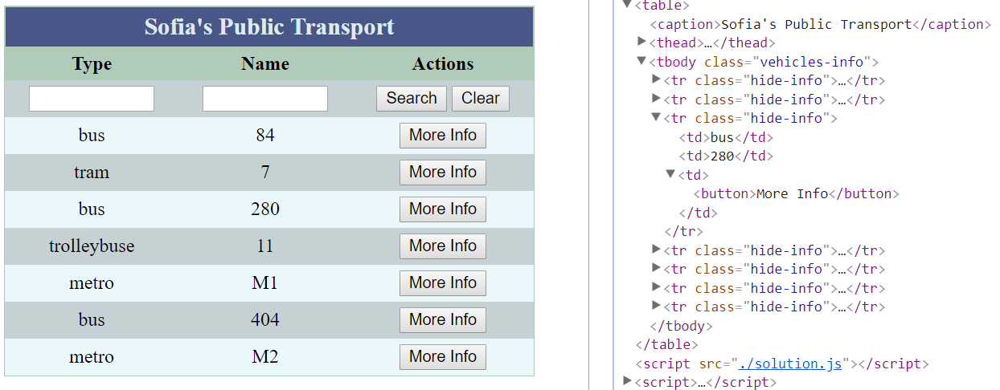 Sofia's Public Transport
Type Name Actions
Search Clear
bus 84 More Info
tram 7 More Info
bus 280 More Info
trolleybuse 11 More Info
metro M1 More Info
bus 404 More Info
metro M2 More Info
<table>
<caption>Sofia's Public Transport</caption>
<thead>…</thead>
<tbody class="vehicles-info">
<tr class="hide-info">…</tr>
<tr class="hide-info">…</tr>
<tr class="hide-info">
<td>bus</td>
<td>280</td>
<td>
<button>More Info</button>
</td>
</tr>
<tr class="hide-info">…</tr>
<tr class="hide-info">…</tr>
<tr class="hide-info">…</tr>
<tr class="hide-info">…</tr>
</tbody>
</table>
<script src="./solution.js"></script>
<script>…</script>